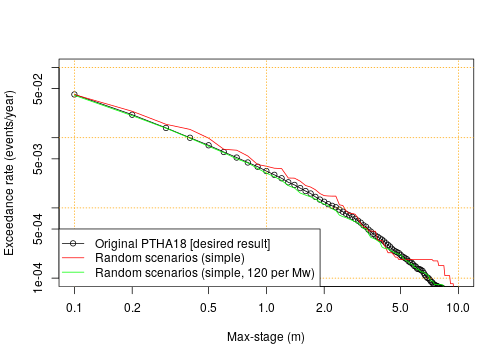 Exceedance rate (events/year)
5e-02
5e-03
5e-04
1e-04
Original PTHA18 [desired result]
Random scenarios (simple)
Random scenarios (simple, 120 per Mw)
0.1 0.2 0.5 1.0 2.0 5.0 10.0
Max-stage (m)